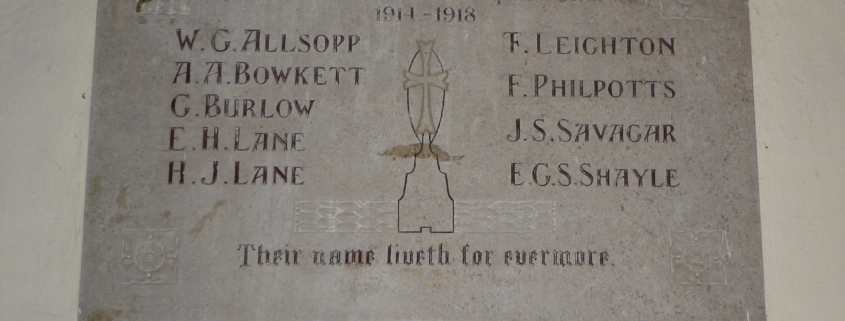 1914-1918
W. G. ALLSOPP
A. A. BOWKETT
G. BURLOW
E. H. LANE
H. J. LANE
F. LEIGHTON
F. PHILPOTTS
J. S. SAVAGAR
E. G. S. SHAYLE
Their name liveth for evermore.